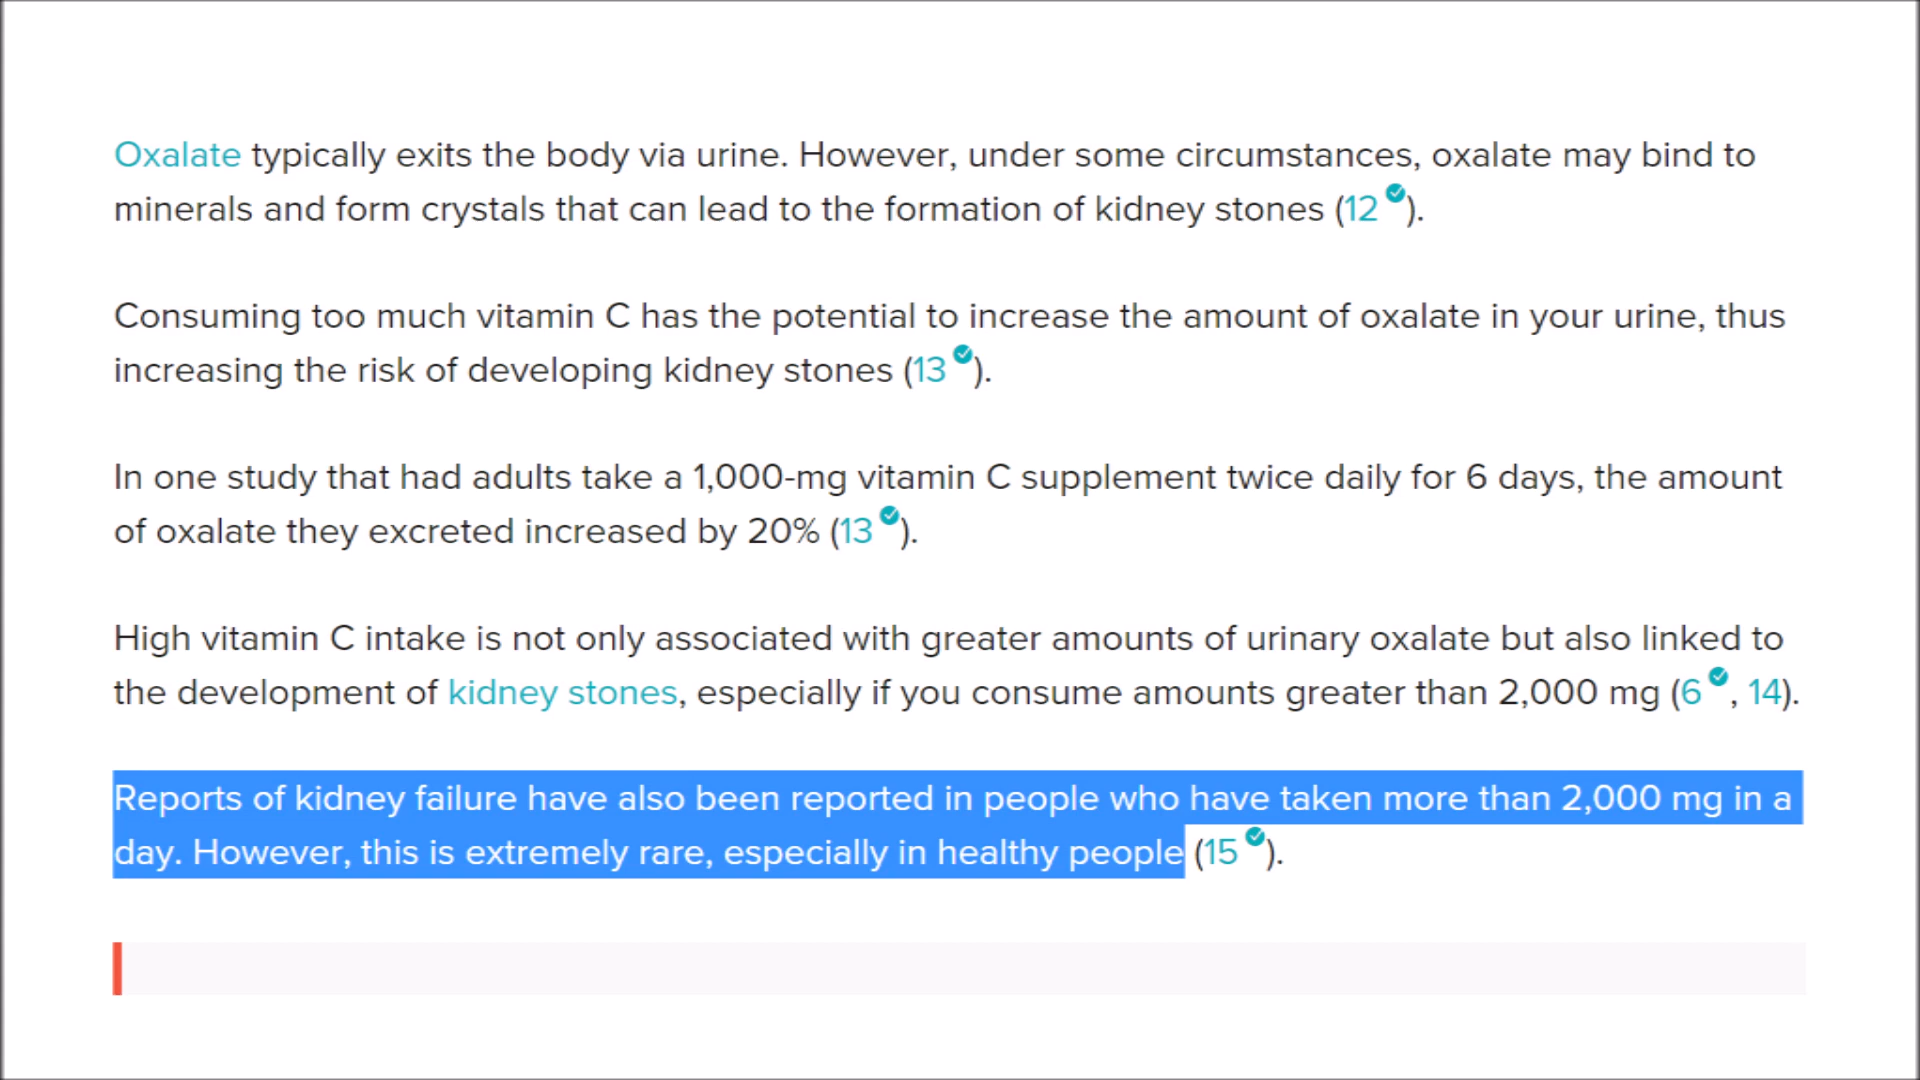 Oxalate typically exits the body via urine. However, under some circumstances, oxalate may bind to
minerals and form crystals that can lead to the formation of kidney stones (12).
Consuming too much vitamin C has the potential to increase the amount of oxalate in your urine, thus
increasing the risk of developing kidney stones (13).
In one study that had adults take a 1,000-mg vitamin C supplement twice daily for 6 days, the amount
of oxalate they excreted increased by 20% (13).
High vitamin C intake is not only associated with greater amounts of urinary oxalate but also linked to
the development of kidney stones, especially if you consume amounts greater than 2,000 mg (6, 14).
Reports of kidney failure have also been reported in people who have taken more than 2,000 mg in a
day. However, this is extremely rare, especially in healthy people (15).